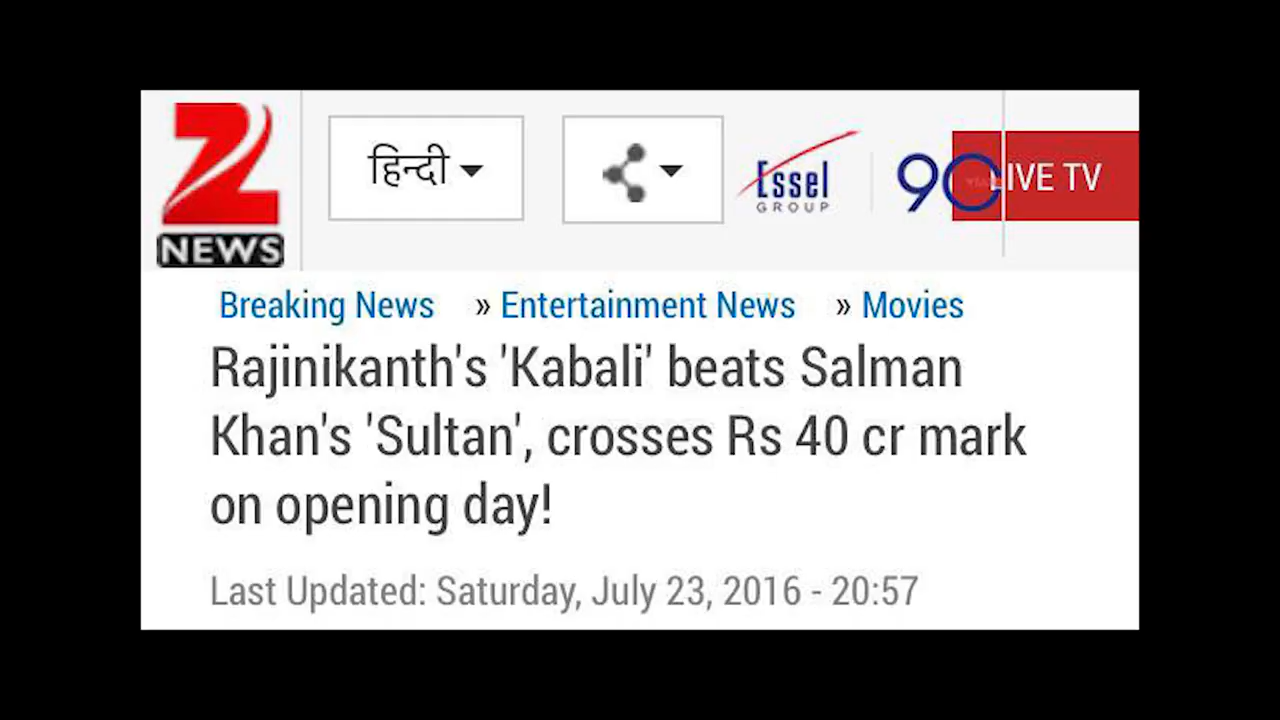 हिन्दी
Essel
GROUP
90
LIVE TV
NEWS
Breaking News » Entertainment News » Movies
Rajinikanth's 'Kabali' beats Salman
Khan's 'Sultan', crosses Rs 40 cr mark
on opening day!
Last Updated: Saturday, July 23, 2016 - 20:57